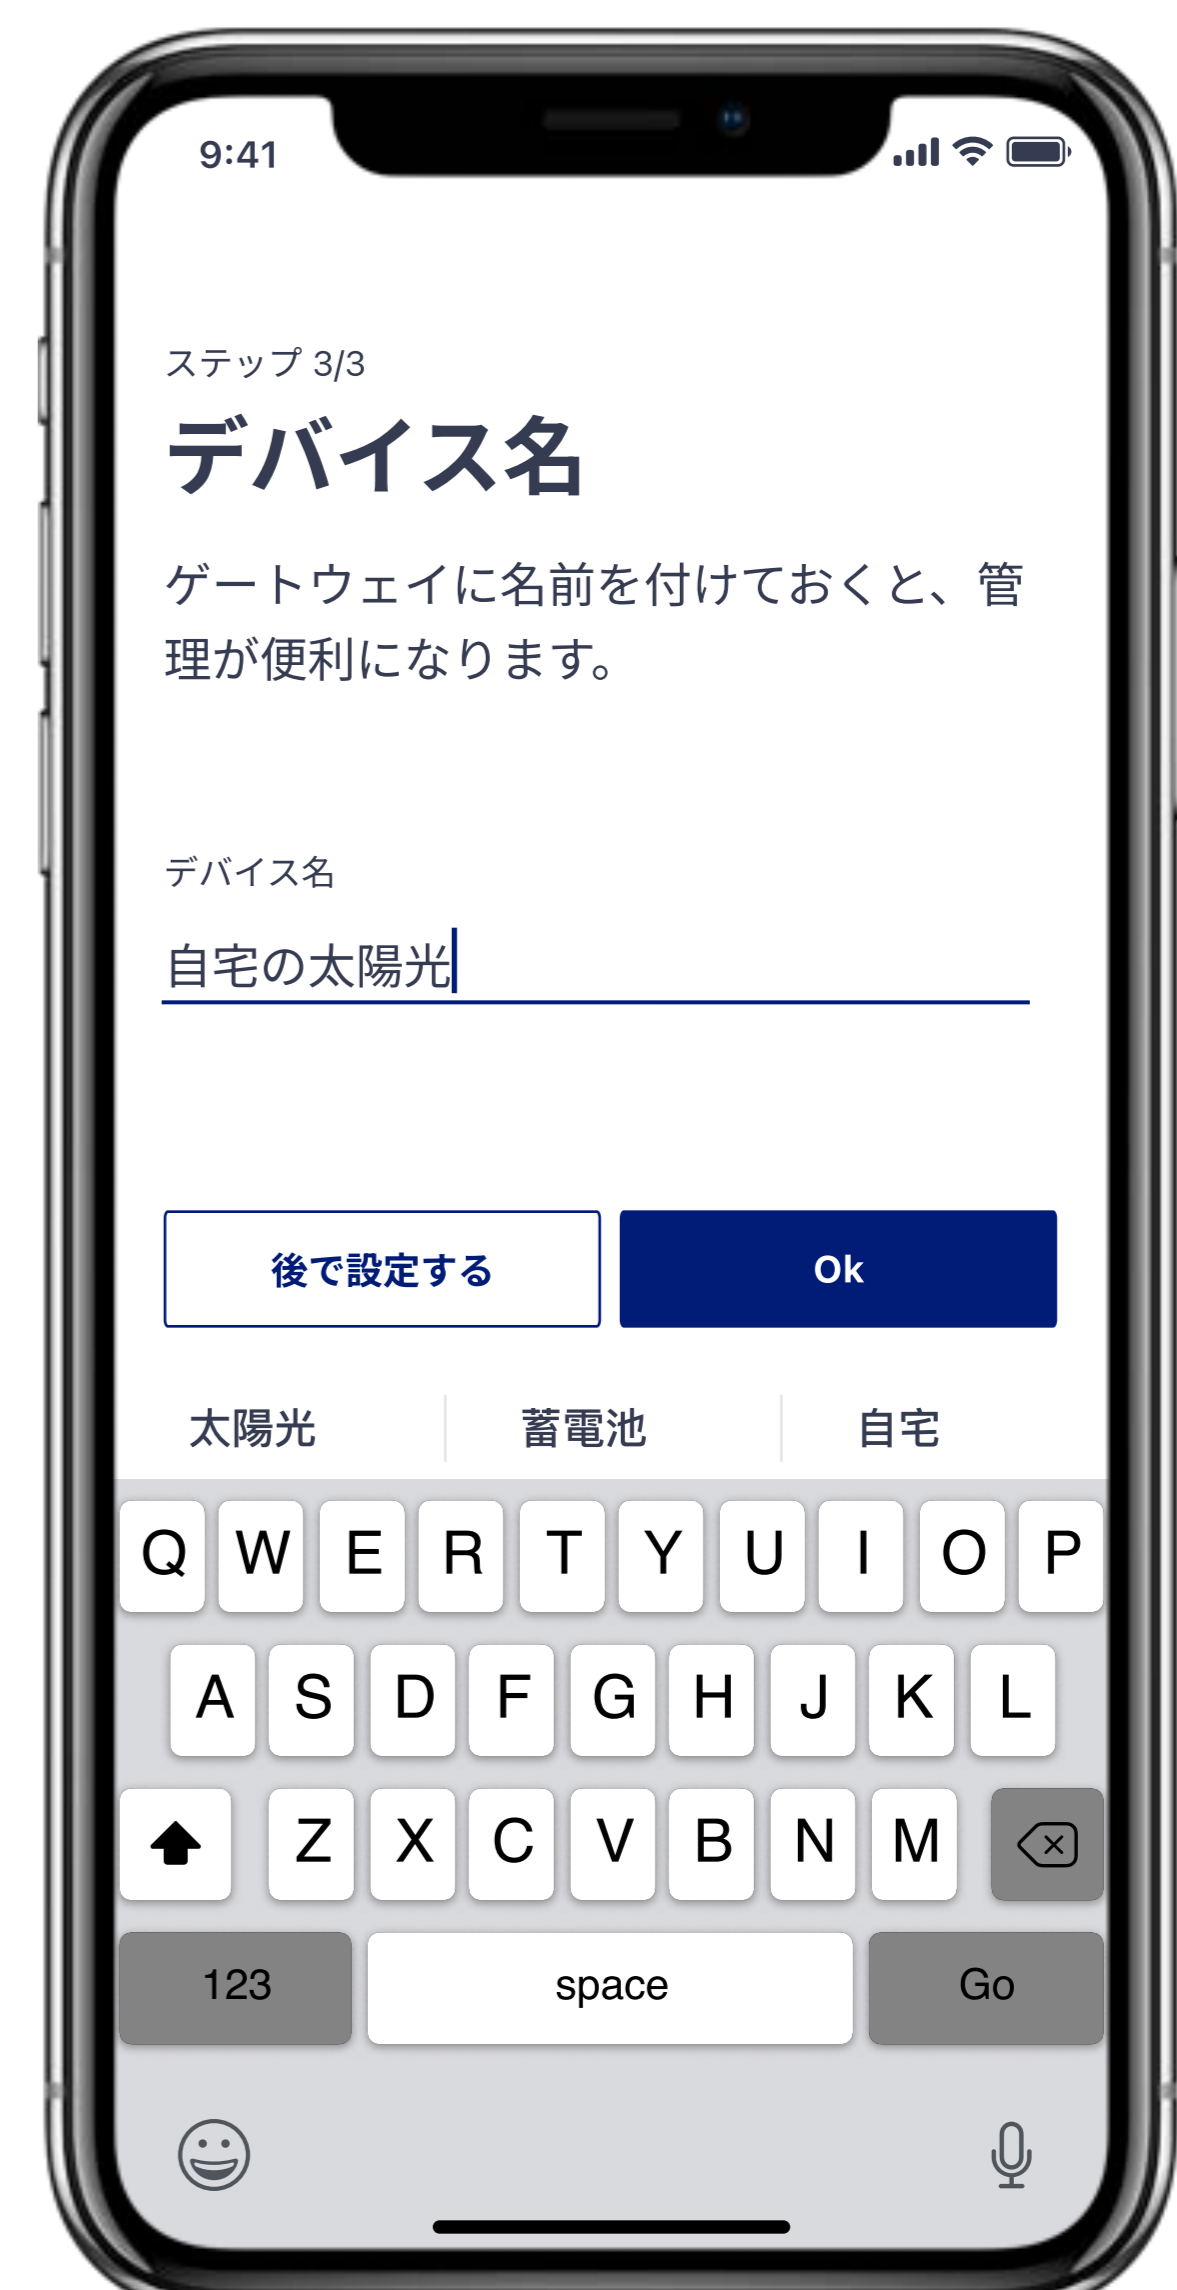 9:41
ステップ 3/3
デバイス名
ゲートウェイに名前を付けておくと、管
理が便利になります。
デバイス名
自宅の太陽光
後で設定する Ok
太陽光 蓄電池 自宅
Q W E R T Y U I O P
A S D F G H J K L
Z X C V B N M
123 space Go